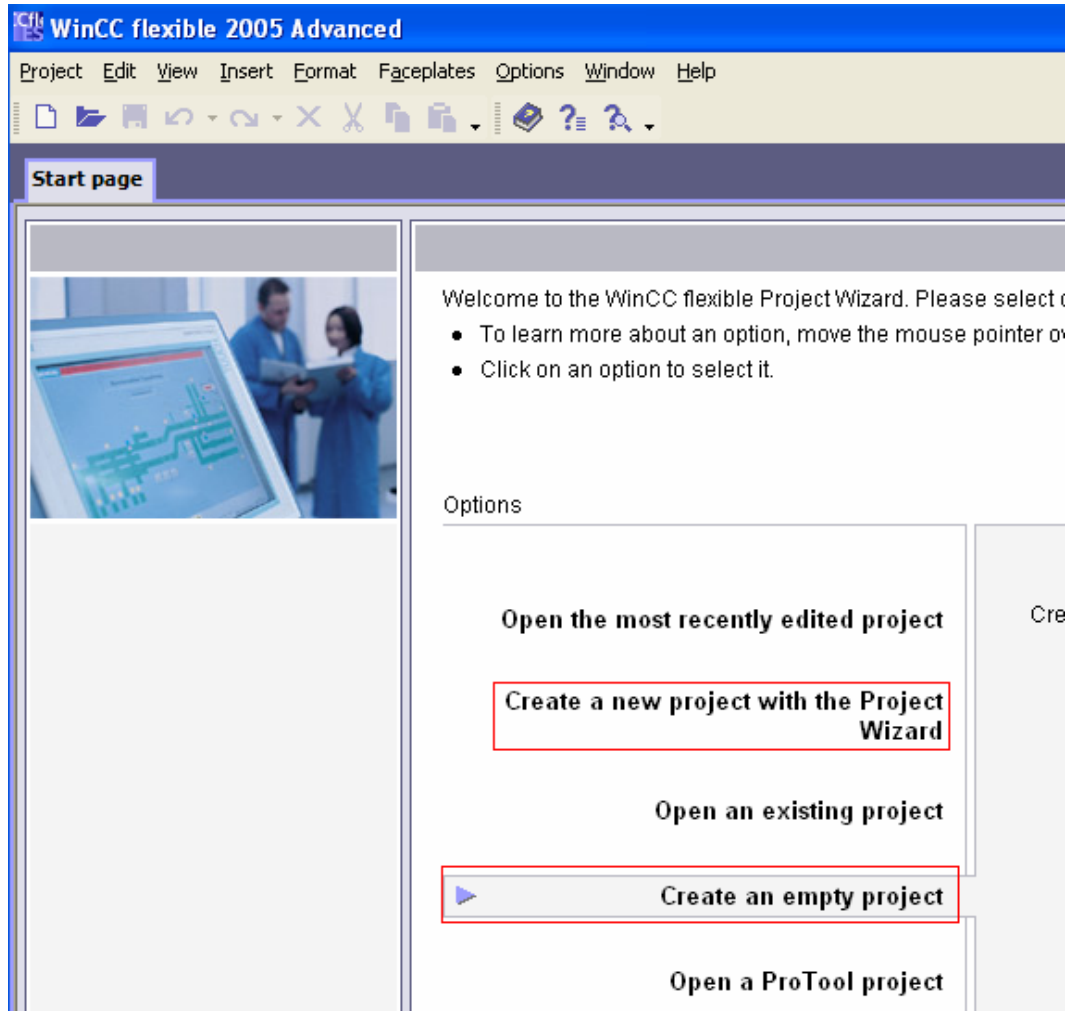 WinCC flexible 2005 Advanced
Project Edit View Insert Format Faceplates Options Window Help
Start page
Welcome to the WinCC flexible Project Wizard. Please select
To learn more about an option, move the mouse pointer
Click on an option to select it.
Options
Open the most recently edited project
Cre
Create a new project with the Project
Wizard
Open an existing project
Create an empty project
Open a ProTool project